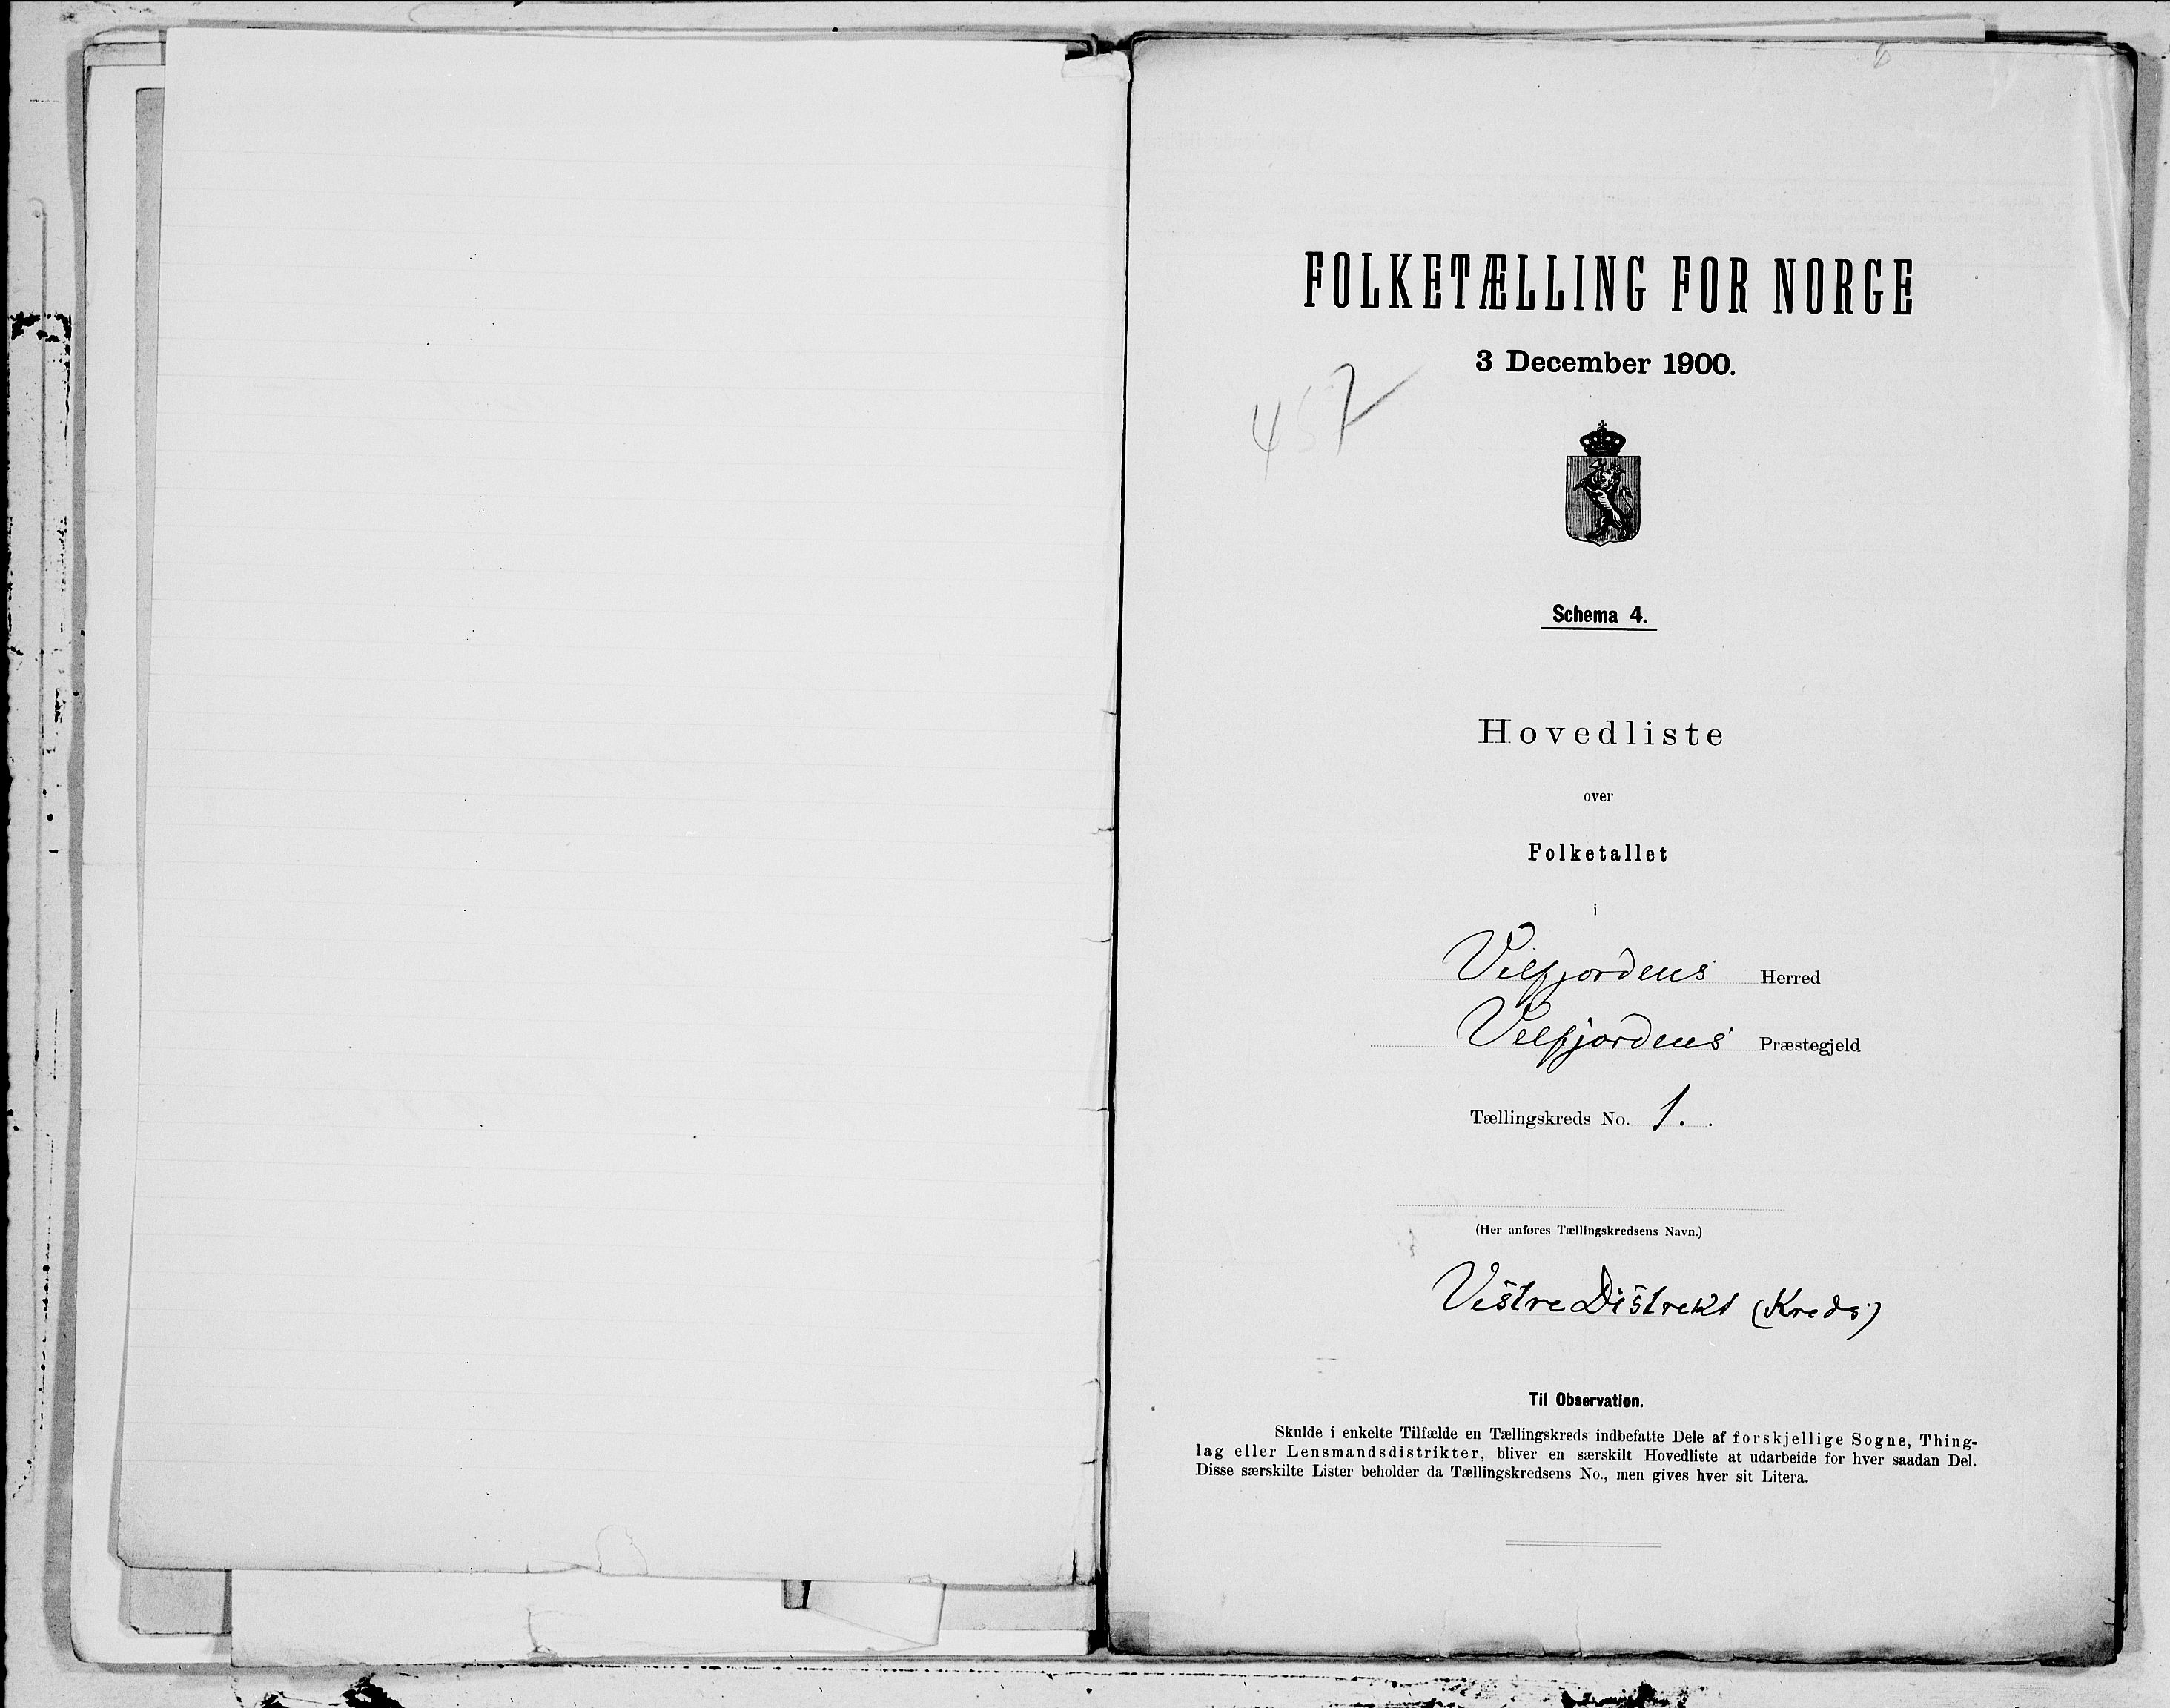 FOLKETÆLLING FOR NORGE
3 December 1900.
457
Schema 4.
Hovedliste
over
Folketallet
i
Velfjordens Herred
Velfjordens Præstegjeld
Tællingskreds No. 1.
(Her anføres Tællingskredsens Navn.)
Vestre Distrekt (Kreds)
Til Observation.
Skulde i enkelte Tilfælde en Tællingskreds indbefatte Dele af forskjellige Sogne, Thing-
lag eller Lensmandsdistrikter, bliver en særskilt Hovedliste at udarbeide for hver saadan Del.
Disse særskilte Lister beholder da Tællingskredsens No., men gives hver sit Litera.